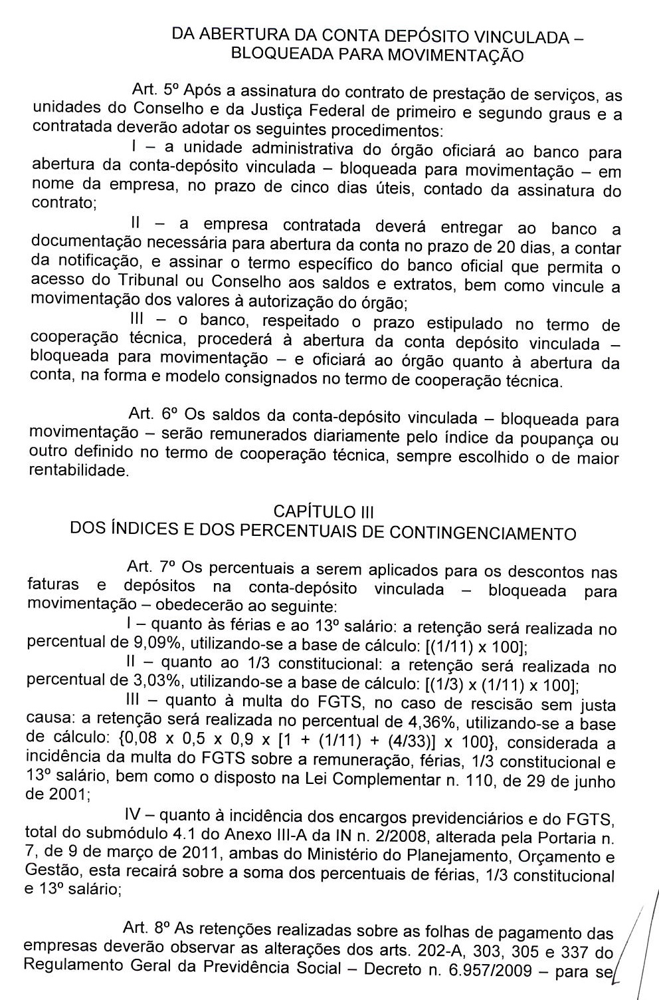 DA ABERTURA DA CONTA DEPÓSITO VINCULADA –
BLOQUEADA PARA MOVIMENTAÇÃO
Art. 5º Após a assinatura do contrato de prestação de serviços, as
unidades do Conselho e da Justiça Federal de primeiro e segundo graus e a
contratada deverão adotar os seguintes procedimentos:
I – a unidade administrativa do órgão oficiará ao banco para
abertura da conta-depósito vinculada – bloqueada para movimentação – em
nome da empresa, no prazo de cinco dias úteis, contado da assinatura do
contrato;
II – a empresa contratada deverá entregar ao banco a
documentação necessária para abertura da conta no prazo de 20 dias, a contar
da notificação, e assinar o termo específico do banco oficial que permita o
acesso do Tribunal ou Conselho aos saldos e extratos, bem como vincule a
movimentação dos valores à autorização do órgão;
III – o banco, respeitado o prazo estipulado no termo de
cooperação técnica, procederá à abertura da conta depósito vinculada –
bloqueada para movimentação – e oficiará ao órgão quanto à abertura da
conta, na forma e modelo consignados no termo de cooperação técnica.
Art. 6º Os saldos da conta-depósito vinculada – bloqueada para
movimentação – serão remunerados diariamente pelo índice da poupança ou
outro definido no termo de cooperação técnica, sempre escolhido o de maior
rentabilidade.
CAPÍTULO III
DOS ÍNDICES E DOS PERCENTUAIS DE CONTINGENCIAMENTO
Art. 7º Os percentuais a serem aplicados para os descontos nas
faturas e depósitos na conta-depósito vinculada – bloqueada para
movimentação – obedecerão ao seguinte:
I – quanto às férias e ao 13º salário: a retenção será realizada no
percentual de 9,09%, utilizando-se a base de cálculo: [(1/11) x 100];
II – quanto ao 1/3 constitucional: a retenção será realizada no
percentual de 3,03%, utilizando-se a base de cálculo: [(1/3) x (1/11) x 100];
III – quanto à multa do FGTS, no caso de rescisão sem justa
causa: a retenção será realizada no percentual de 4,36%, utilizando-se a base
de cálculo: {0,08 x 0,5 x 0,9 x [1 + (1/11) + (4/33)] x 100}, considerada a
incidência da multa do FGTS sobre a remuneração, férias, 1/3 constitucional e
13º salário, bem como o disposto na Lei Complementar n. 110, de 29 de junho
de 2001;
IV – quanto à incidência dos encargos previdenciários e do FGTS,
total do submódulo 4.1 do Anexo III-A da IN n. 2/2008, alterada pela Portaria n.
7, de 9 de março de 2011, ambas do Ministério do Planejamento, Orçamento e
Gestão, esta recairá sobre a soma dos percentuais de férias, 1/3 constitucional
e 13º salário;
Art. 8º As retenções realizadas sobre as folhas de pagamento das
empresas deverão observar as alterações dos arts. 202-A, 303, 305 e 337 do
Regulamento Geral da Previdência Social – Decreto n. 6.957/2009 – para se